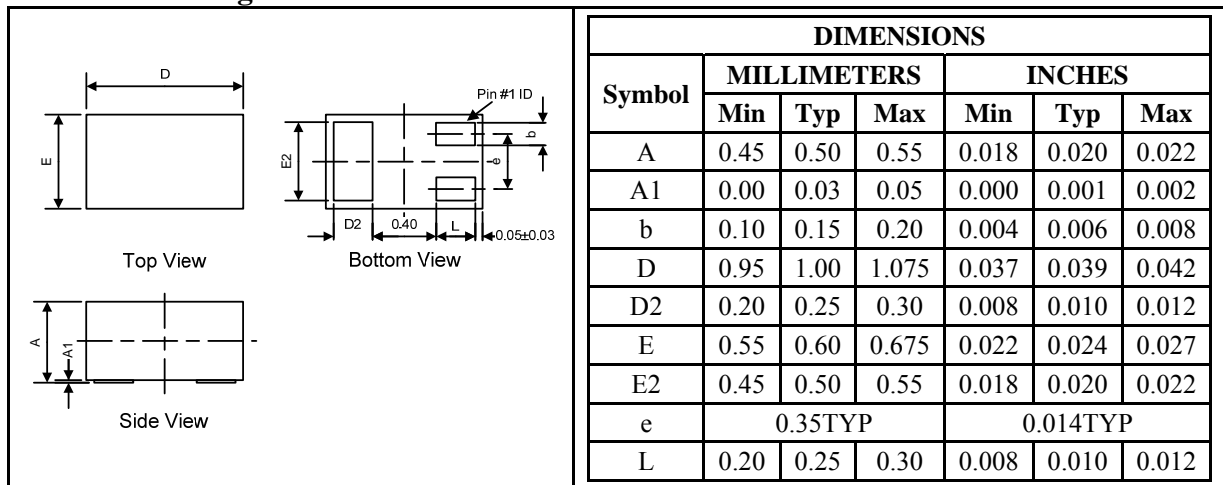 g
D
E
Top View
Pin #1 ID
b
e
E2
D2 0.40 L 0.05±0.03
Bottom View
A
A1
Side View
DIMENSIONS
Symbol MILLIMETERS INCHES
Min Typ Max Min Typ Max
A 0.45 0.50 0.55 0.018 0.020 0.022
A1 0.00 0.03 0.05 0.000 0.001 0.002
b 0.10 0.15 0.20 0.004 0.006 0.008
D 0.95 1.00 1.075 0.037 0.039 0.042
D2 0.20 0.25 0.30 0.008 0.010 0.012
E 0.55 0.60 0.675 0.022 0.024 0.027
E2 0.45 0.50 0.55 0.018 0.020 0.022
e 0.35TYP 0.014TYP
L 0.20 0.25 0.30 0.008 0.010 0.012